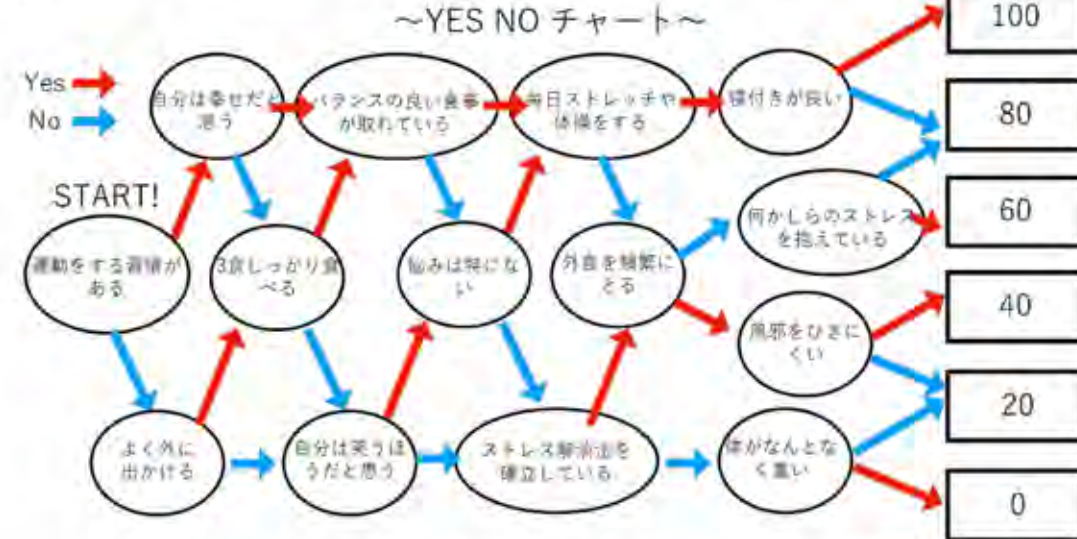 ～YES NO チャート～
100
Yes
No
自分は幸せだと
思う
バランスの良い食事
が取れている
毎日ストレッチや
体操をする
寝付きが良い
80
START!
60
運動をする習慣が
ある
3食しっかり食
べる
悩みは特にな
い
外食を頻繁に
とる
何かしらのストレス
を抱えている
40
風邪をひきに
くい
20
よく外に
出かける
自分は笑うほ
うだと思う
ストレス解消法を
確立している
体がなんとな
く重い
0